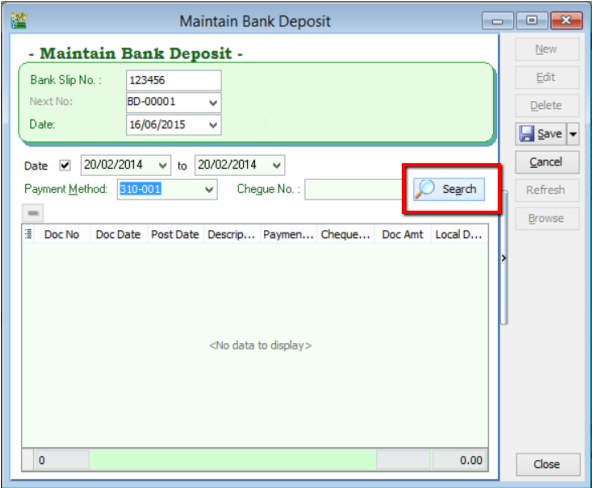 Maintain Bank Deposit
- Maintain Bank Deposit -
Bank Slip No. : 123456
Next No: BD-00001
Date: 16/06/2015
Date 20/02/2014 to 20/02/2014
Payment Method: 310-001 Cheque No. : Search
Doc No Doc Date Post Date Descrip... Paymen... Cheque... Doc Amt Local D...
<No data to display>
0 0.00
New
Edit
Delete
Save
Cancel
Refresh
Browse
Close